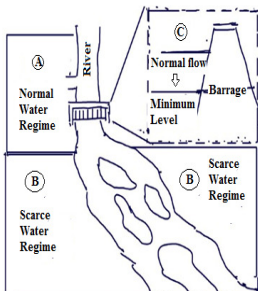 A
Normal
Water
Regime
River
C
Normal flow
Minimum
Level
Barrage
B
Scarce
Water
Regime
B
Scarce
Water
Regime